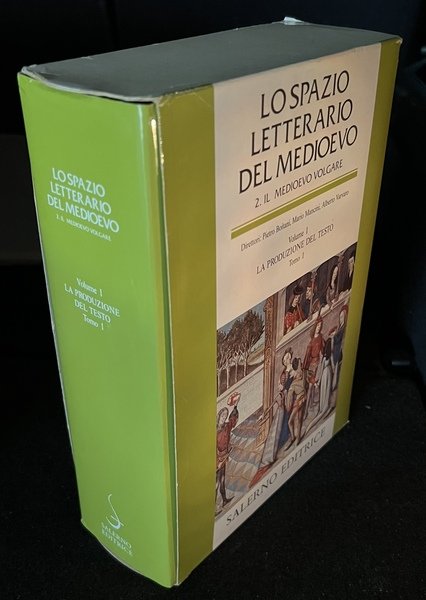 LO SPAZIO
LETTERARIO
DEL MEDIOEVO
2. IL MEDIOEVO VOLGARE
Volume I
LA PRODUZIONE
DEL TESTO
Tomo I
SALERNO
EDITRICE
LO SPAZIO
LETTERARIO
DEL MEDIOEVO
2. IL MEDIOEVO VOLGARE
Direttori: Pietro Boitani, Mario Mancini, Alberto Varvaro
Volume I
LA PRODUZIONE DEL TESTO
Tomo I
SALERNO EDITRICE